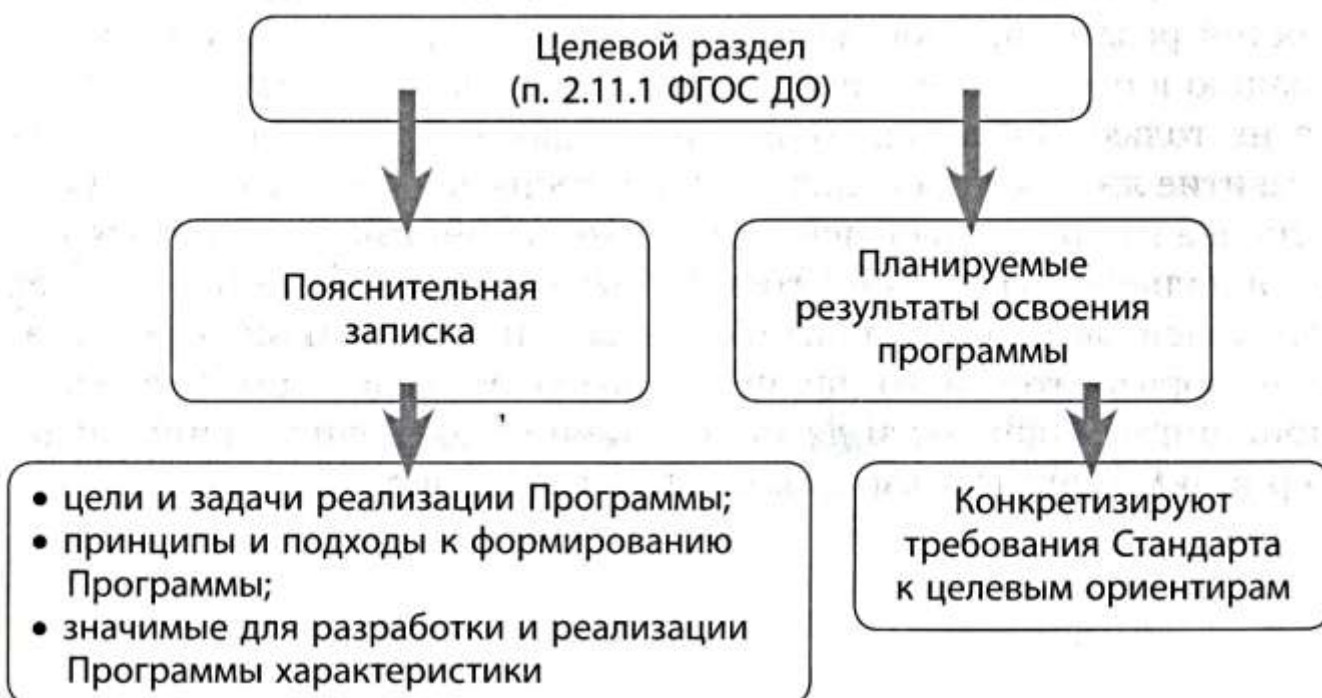 Целевой раздел
(п. 2.11.1 ФГОС ДО)
Пояснительная
записка
Планируемые
результаты освоения
программы
• цели и задачи реализации Программы;
• принципы и подходы к формированию
Программы;
• значимые для разработки и реализации
Программы характеристики
Конкретизируют
требования Стандарта
к целевым ориентирам